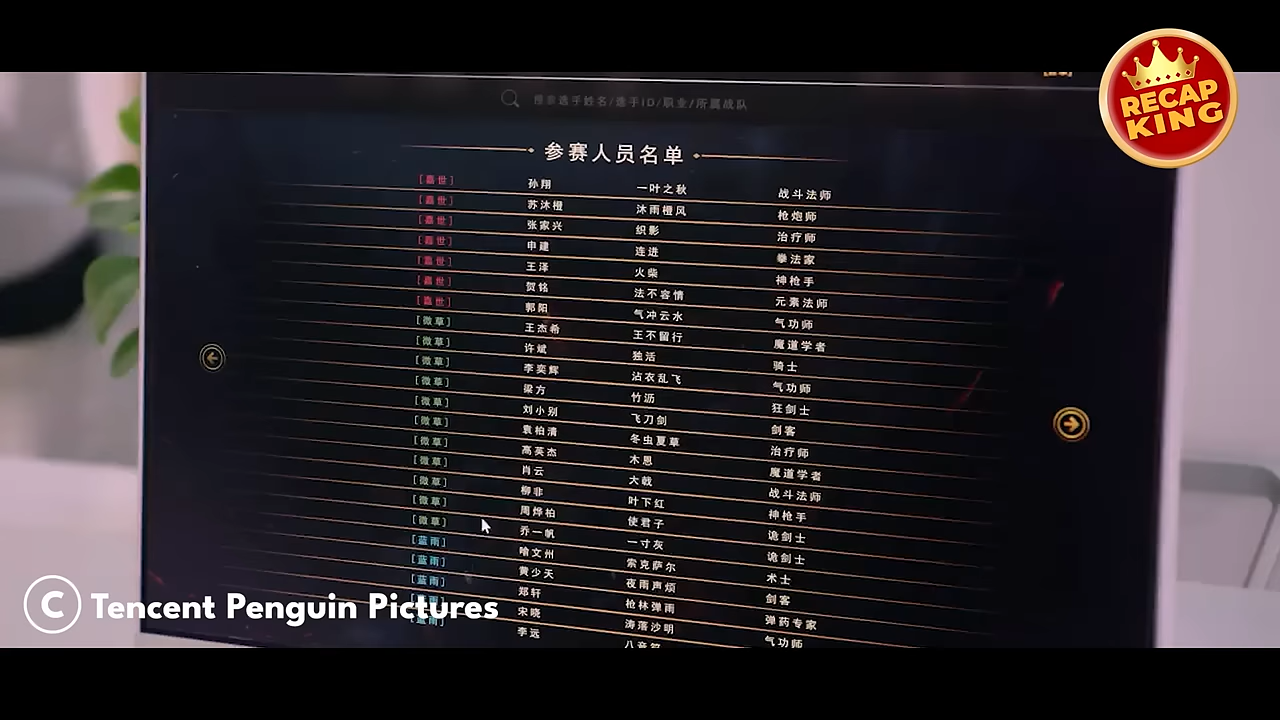 RECAP
KING
搜索选手姓名/选手ID/职业/所属战队
参赛人员名单
[嘉世] 孙翔 一叶之秋 战斗法师
[嘉世] 苏沐橙 沐雨橙风 枪炮师
[嘉世] 张家兴 织影 治疗师
[嘉世] 申建 连进 拳法家
[嘉世] 王泽 火柴 神枪手
[嘉世] 贺铭 法不容情 元素法师
[嘉世] 郭阳 气冲云水 气功师
[微草] 王杰希 王不留行 魔道学者
[微草] 许斌 独活 骑士
[微草] 李奕辉 沾衣乱飞 气功师
[微草] 梁方 竹沥 狂剑士
[微草] 刘小别 飞刀剑 剑客
[微草] 袁柏清 冬虫夏草 治疗师
[微草] 高英杰 木恩 魔道学者
[微草] 肖云 大戟 战斗法师
[微草] 柳非 叶下红 神枪手
[微草] 周烨柏 使君子 诡剑士
[微草] 乔一帆 一寸灰 诡剑士
[蓝雨] 喻文州 索克萨尔 术士
[蓝雨] 黄少天 夜雨声烦 剑客
[蓝雨] 郑轩 枪林弹雨 弹药专家
[蓝雨] 宋晓 涛落沙明 气功师
[蓝雨] 李远
C Tencent Penguin Pictures